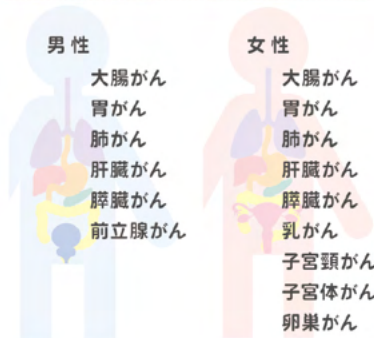 男性
大腸がん
胃がん
肺がん
肝臓がん
膵臓がん
前立腺がん
女性
大腸がん
胃がん
肺がん
肝臓がん
膵臓がん
乳がん
子宮頸がん
子宮体がん
卵巣がん